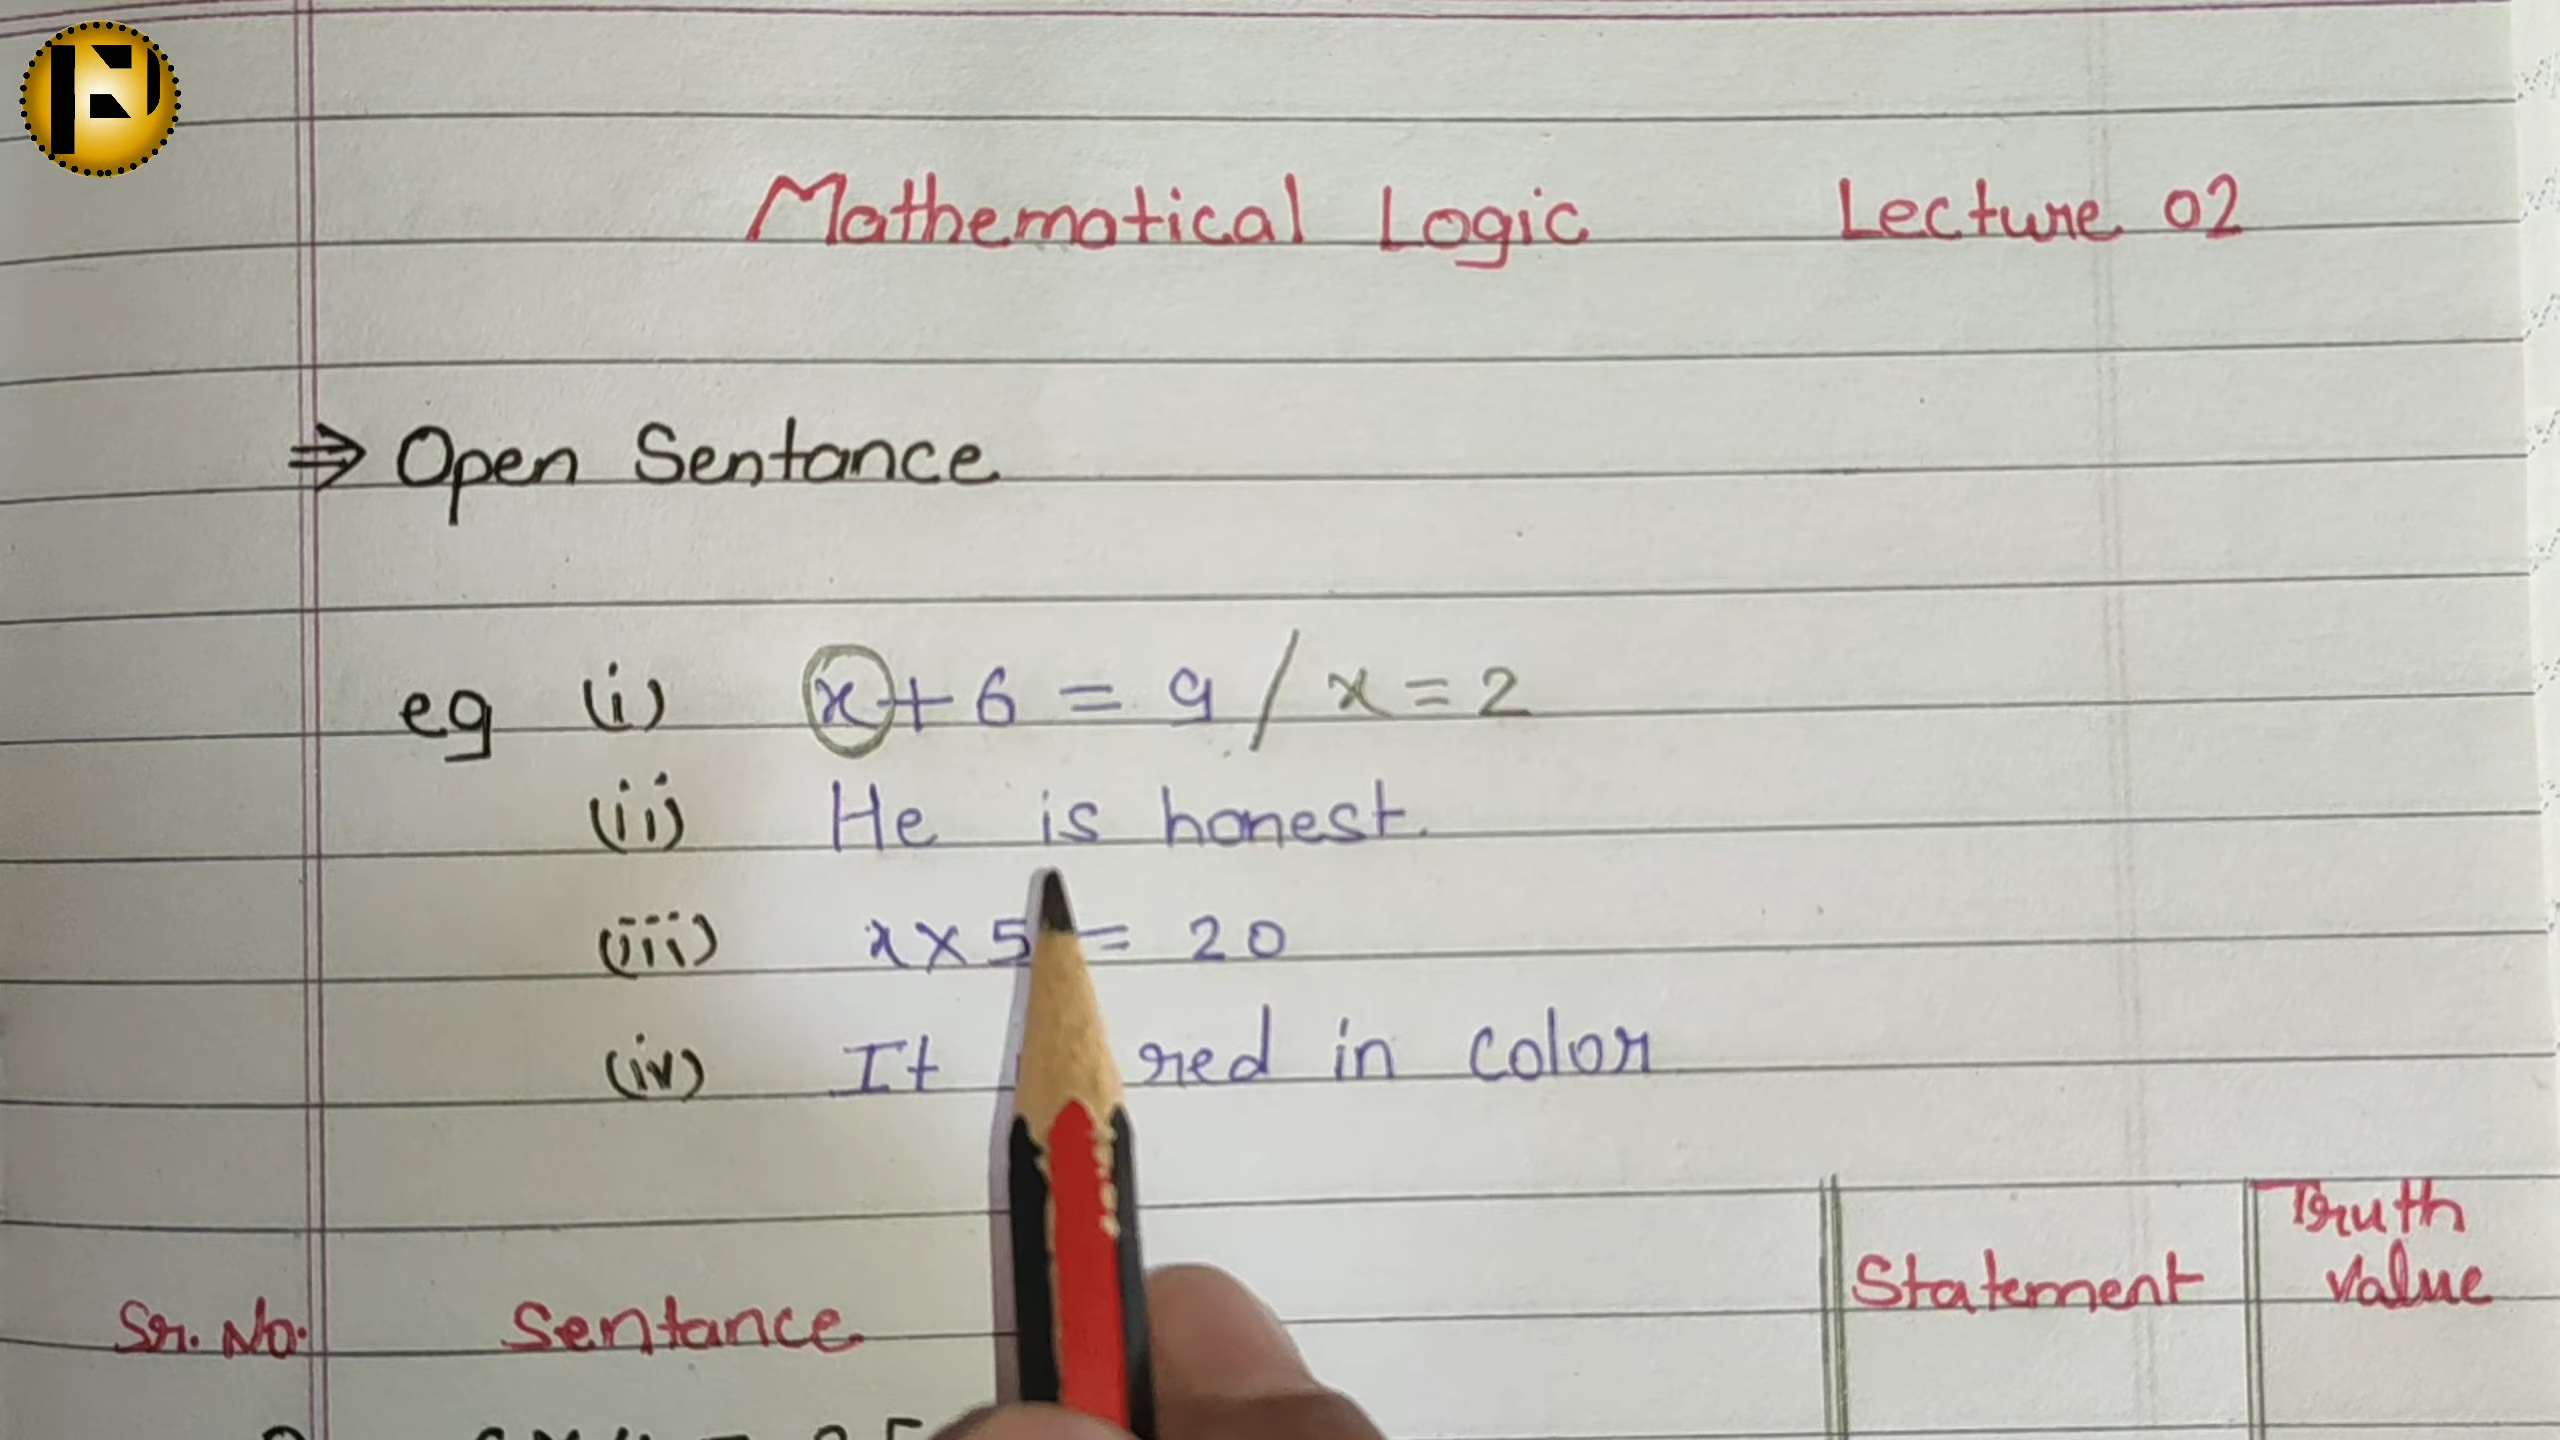 Mathematical Logic Lecture 02
⇒ Open Sentance
eg (i) x + 6 = 9 / x = 2
(ii) He is honest.
(iii) x × 5 = 20
(iv) It red in color
Sr. No. Sentance Statement Truth Value